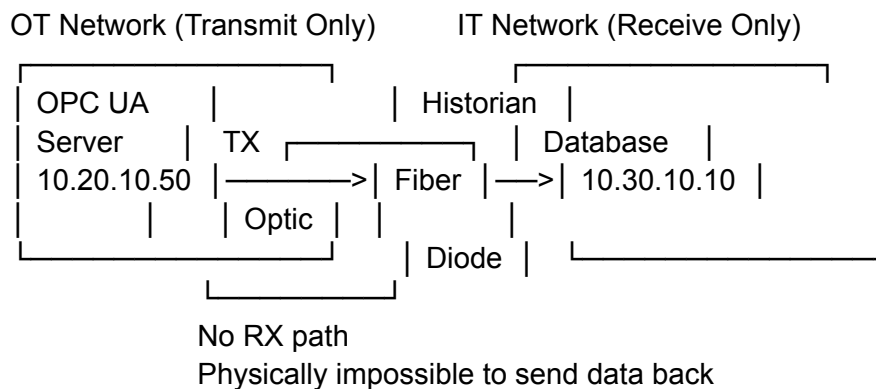 OT Network (Transmit Only) IT Network (Receive Only)
OPC UA Historian
Server TX Database
10.20.10.50 Fiber 10.30.10.10
Optic
Diode
No RX path
Physically impossible to send data back